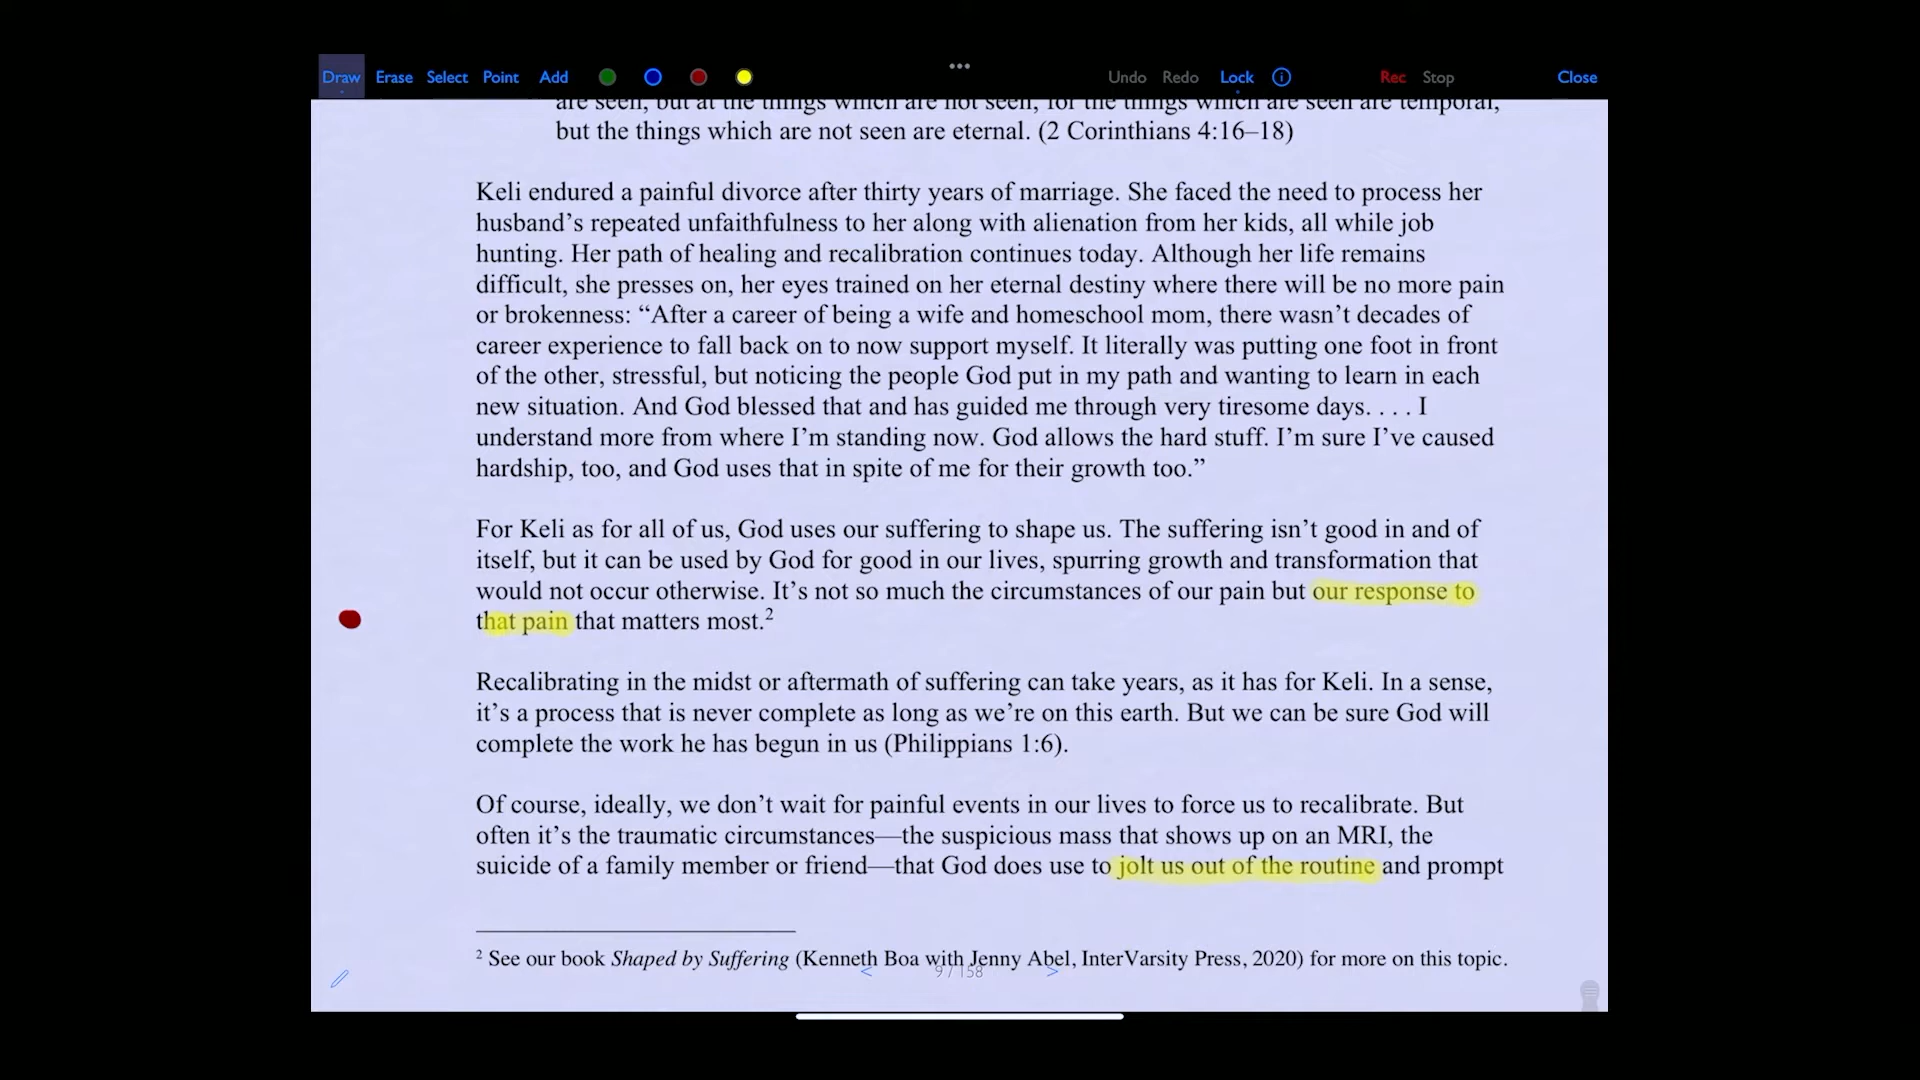 Draw Erase Select Point Add Undo Redo Lock Rec Stop Close
are seen, but at the things which are not seen, for the things which are seen are temporal,
but the things which are not seen are eternal. (2 Corinthians 4:16–18)
Keli endured a painful divorce after thirty years of marriage. She faced the need to process her
husband’s repeated unfaithfulness to her along with alienation from her kids, all while job
hunting. Her path of healing and recalibration continues today. Although her life remains
difficult, she presses on, her eyes trained on her eternal destiny where there will be no more pain
or brokenness: “After a career of being a wife and homeschool mom, there wasn’t decades of
career experience to fall back on to now support myself. It literally was putting one foot in front
of the other, stressful, but noticing the people God put in my path and wanting to learn in each
new situation. And God blessed that and has guided me through very tiresome days. . . . I
understand more from where I’m standing now. God allows the hard stuff. I’m sure I’ve caused
hardship, too, and God uses that in spite of me for their growth too.”
For Keli as for all of us, God uses our suffering to shape us. The suffering isn’t good in and of
itself, but it can be used by God for good in our lives, spurring growth and transformation that
would not occur otherwise. It’s not so much the circumstances of our pain but our response to
that pain that matters most.2
Recalibrating in the midst or aftermath of suffering can take years, as it has for Keli. In a sense,
it’s a process that is never complete as long as we’re on this earth. But we can be sure God will
complete the work he has begun in us (Philippians 1:6).
Of course, ideally, we don’t wait for painful events in our lives to force us to recalibrate. But
often it’s the traumatic circumstances—the suspicious mass that shows up on an MRI, the
suicide of a family member or friend—that God does use to jolt us out of the routine and prompt
2 See our book Shaped by Suffering (Kenneth Boa with Jenny Abel, InterVarsity Press, 2020) for more on this topic.
< 9 / 158 >